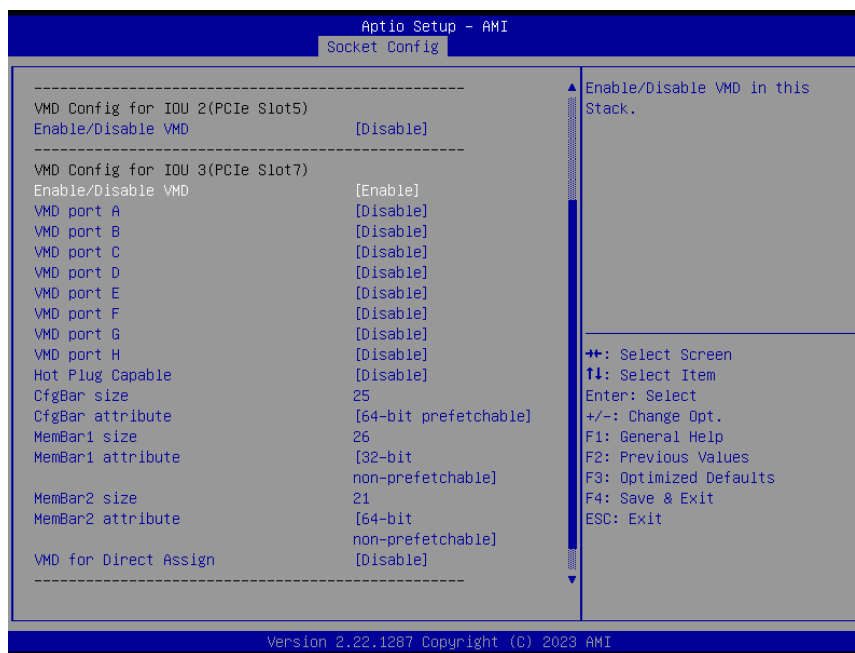 Aptio Setup – AMI
Socket Config
--------------------------------------------------
VMD Config for IOU 2(PCIe Slot5)
Enable/Disable VMD [Disable]
--------------------------------------------------
VMD Config for IOU 3(PCIe Slot7)
Enable/Disable VMD [Enable]
VMD port A [Disable]
VMD port B [Disable]
VMD port C [Disable]
VMD port D [Disable]
VMD port E [Disable]
VMD port F [Disable]
VMD port G [Disable]
VMD port H [Disable]
Hot Plug Capable [Disable]
CfgBar size 25
CfgBar attribute [64-bit prefetchable]
MemBar1 size 26
MemBar1 attribute [32-bit
non-prefetchable]
MemBar2 size 21
MemBar2 attribute [64-bit
non-prefetchable]
VMD for Direct Assign [Disable]
--------------------------------------------------
Enable/Disable VMD in this
Stack.
→←: Select Screen
↑↓: Select Item
Enter: Select
+/-: Change Opt.
F1: General Help
F2: Previous Values
F3: Optimized Defaults
F4: Save & Exit
ESC: Exit
Version 2.22.1287 Copyright (C) 2023 AMI